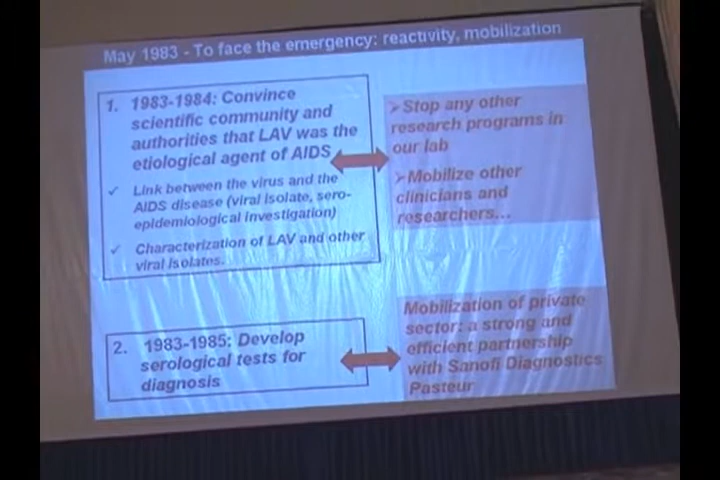 May 1983 - To face the emergency: reactivity, mobilization
1. 1983-1984: Convince
scientific community and
authorities that LAV was the
etiological agent of AIDS
✓ Link between the virus and the
AIDS disease (viral isolate, sero-
epidemiological investigation)
✓ Characterization of LAV and other
viral isolates.
➢Stop any other
research programs in
our lab
➢Mobilize other
clinicians and
researchers...
2. 1983-1985: Develop
serological tests for
diagnosis
Mobilization of private
sector: a strong and
efficient partnership
with Sanofi Diagnostics
Pasteur